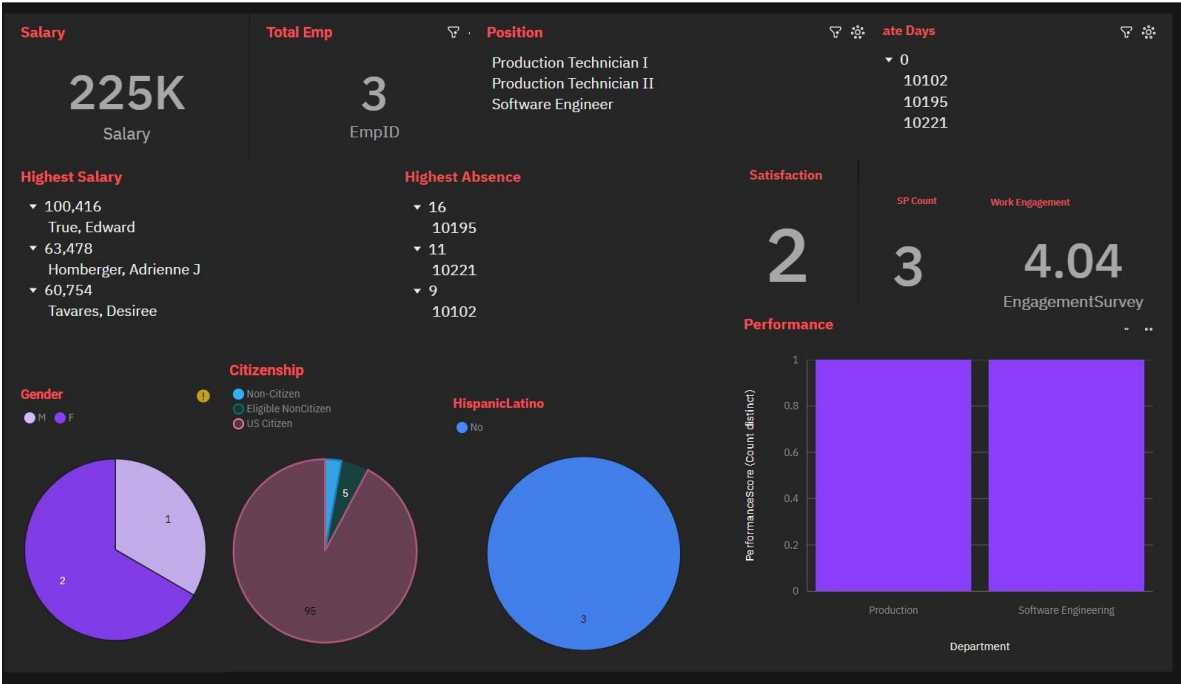 Salary
225K
Salary
Total Emp
3
EmpID
Position
Production Technician I
Production Technician II
Software Engineer
ate Days
0
10102
10195
10221
Highest Salary
100,416
True, Edward
63,478
Homberger, Adrienne J
60,754
Tavares, Desiree
Highest Absence
16
10195
11
10221
9
10102
Satisfaction
2
SP Count
3
Work Engagement
4.04
EngagementSurvey
Gender
M F
1
2
Citizenship
Non-Citizen
Eligible NonCitizen
US Citizen
5
95
HispanicLatino
No
3
Performance
PerformanceScore (Count distinct)
1
0.8
0.6
0.4
0.2
0
Production Software Engineering
Department